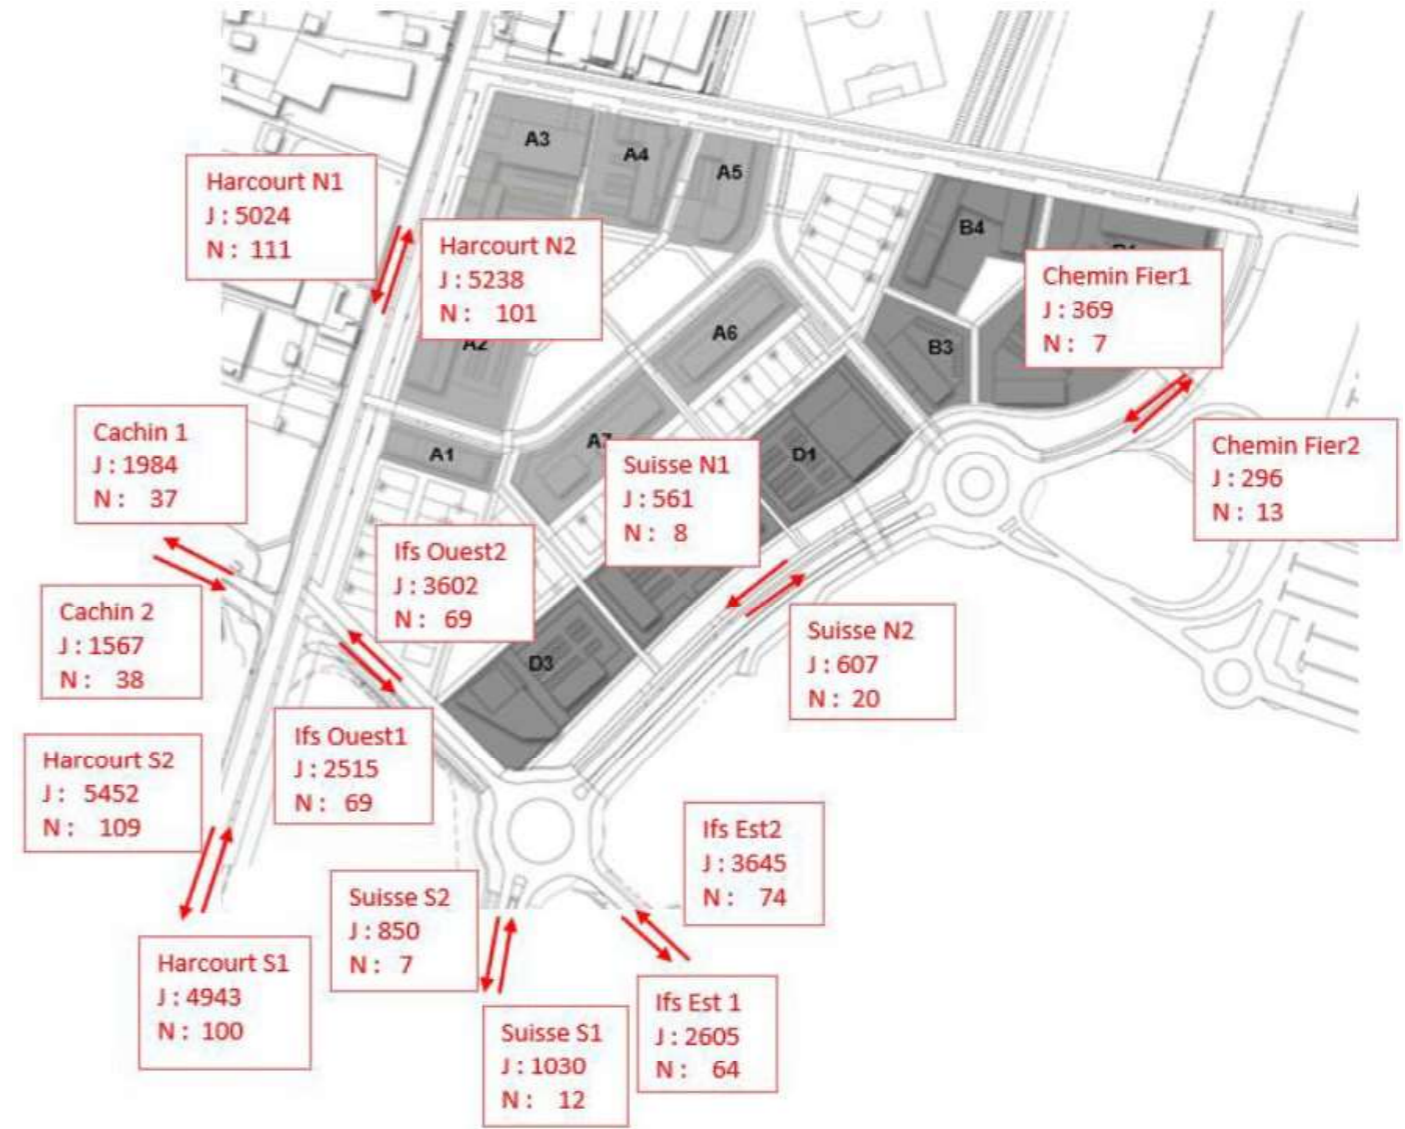 A3
A4
A5
Harcourt N1
J : 5024
N : 111
Harcourt N2
J : 5238
N : 101
B4
Chemin Fier1
J : 369
N : 7
A2
A6
B3
Cachin 1
J : 1984
N : 37
A1
Suisse N1
J : 561
N : 8
D1
Chemin Fier2
J : 296
N : 13
Ifs Ouest2
J : 3602
N : 69
Cachin 2
J : 1567
N : 38
Suisse N2
J : 607
N : 20
D3
Ifs Ouest1
J : 2515
N : 69
Harcourt S2
J : 5452
N : 109
Ifs Est2
J : 3645
N : 74
Suisse S2
J : 850
N : 7
Harcourt S1
J : 4943
N : 100
Ifs Est 1
J : 2605
N : 64
Suisse S1
J : 1030
N : 12